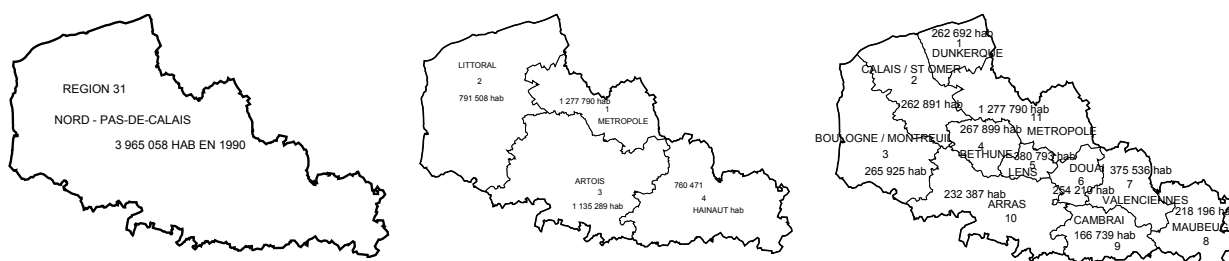 REGION 31
NORD - PAS-DE-CALAIS
3 965 058 HAB EN 1990
LITTORAL
2
791 508 hab
1 277 790 hab
1
METROPOLE
ARTOIS
3
1 135 289 hab
760 471
4
HAINAUT hab
262 692 hab
1
DUNKERQUE
CALAIS / ST OMER
2
262 891 hab
1 277 790 hab
11
METROPOLE
BOULOGNE / MONTREUIL
3
265 925 hab
267 899 hab
4
BETHUNE
380 793 hab
5
LENS
DOUAI
6
254 210 hab
375 536 hab
7
VALENCIENNES
232 387 hab
ARRAS
10
CAMBRAI
166 739 hab
9
218 196 ha
MAUBEUG
8